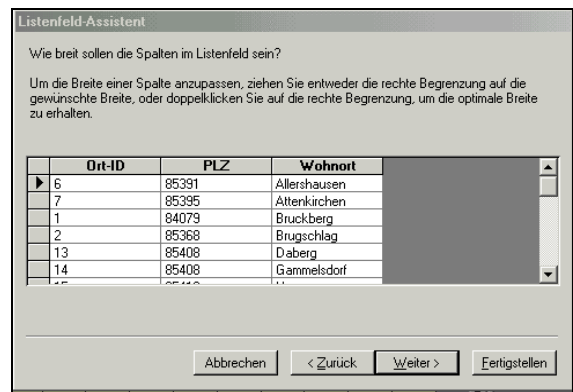 Listenfeld-Assistent
Wie breit sollen die Spalten im Listenfeld sein?
Um die Breite einer Spalte anzupassen, ziehen Sie entweder die rechte Begrenzung auf die
gewünschte Breite, oder doppelklicken Sie auf die rechte Begrenzung, um die optimale Breite
zu erhalten.
Ort-ID PLZ Wohnort
6 85391 Allershausen
7 85395 Attenkirchen
1 84079 Bruckberg
2 85368 Brugschlag
13 85408 Daberg
14 85408 Gammelsdorf
Abbrechen < Zurück Weiter > Fertigstellen